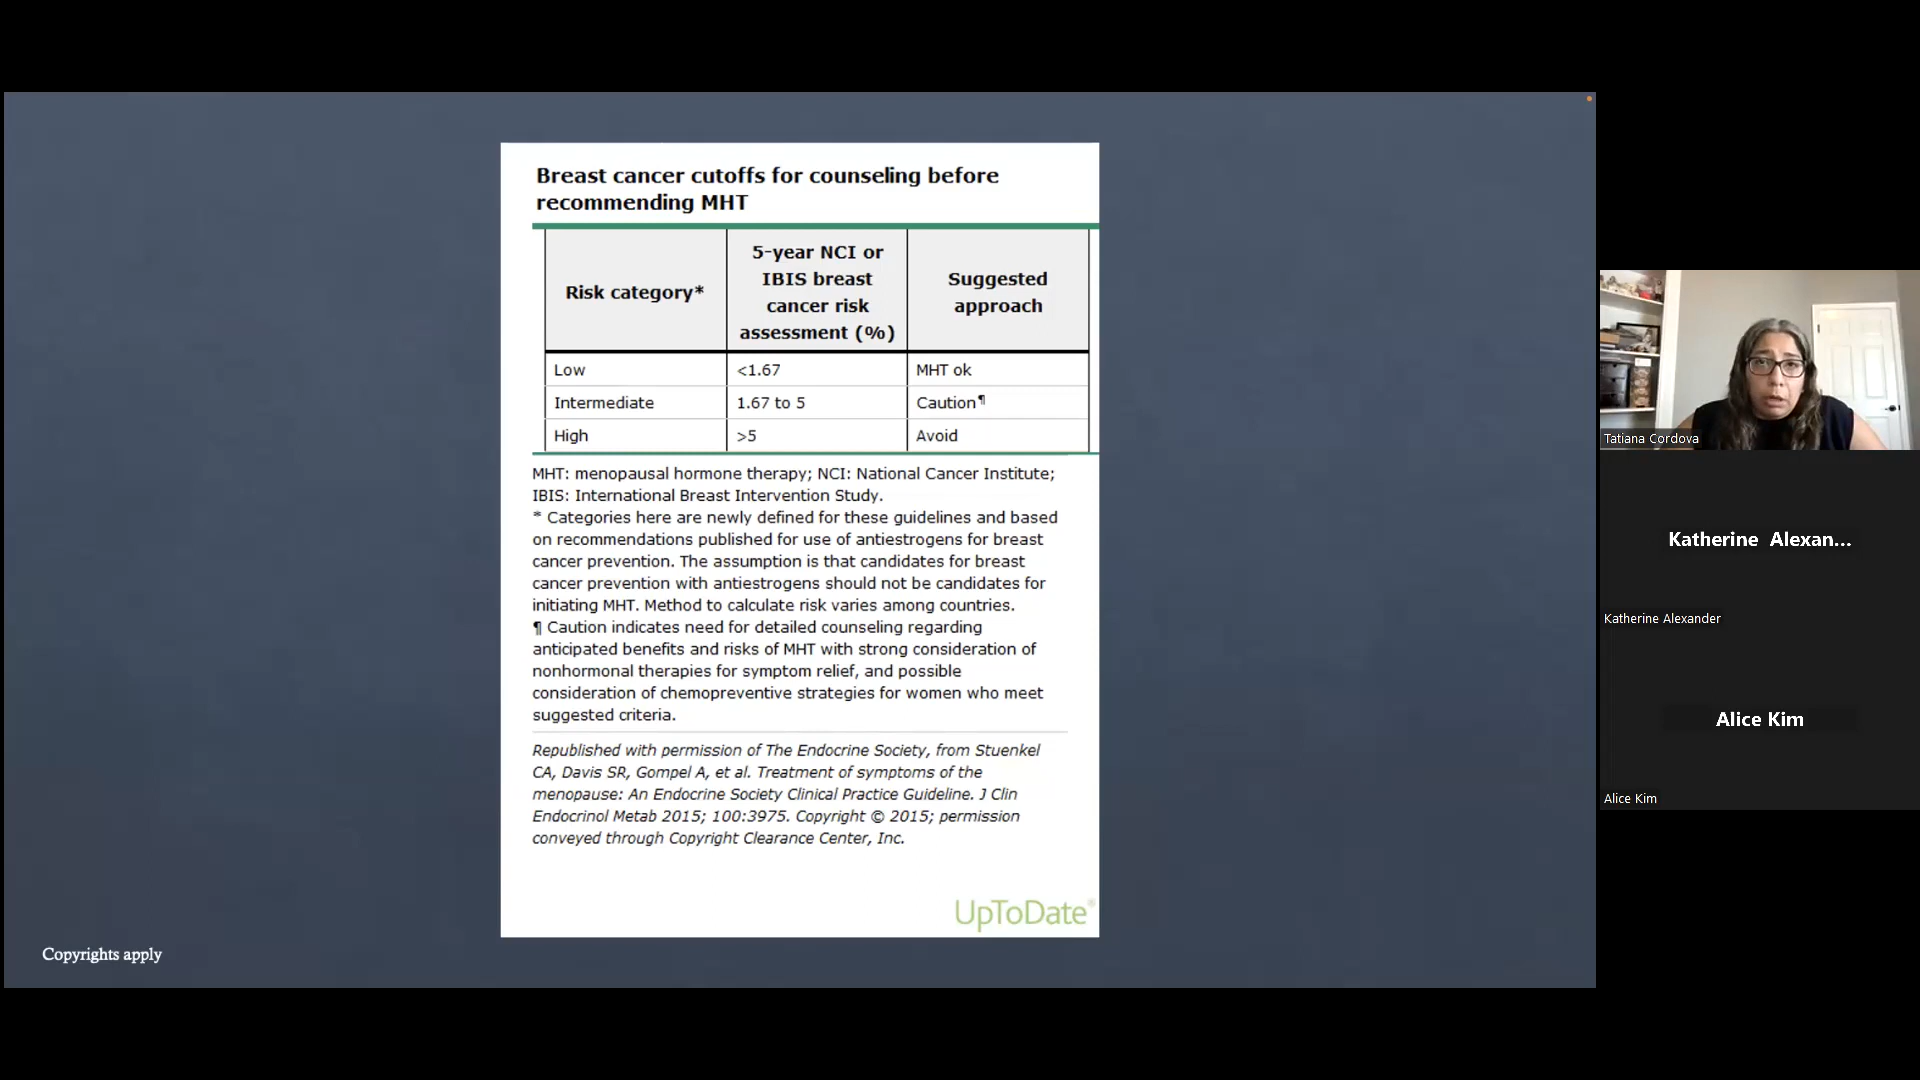 Breast cancer cutoffs for counseling before
recommending MHT
Risk category*
5-year NCI or
IBIS breast
cancer risk
assessment (%)
Suggested
approach
Low <1.67 MHT ok
Intermediate 1.67 to 5 Caution¶
High >5 Avoid
MHT: menopausal hormone therapy; NCI: National Cancer Institute;
IBIS: International Breast Intervention Study.
* Categories here are newly defined for these guidelines and based
on recommendations published for use of antiestrogens for breast
cancer prevention. The assumption is that candidates for breast
cancer prevention with antiestrogens should not be candidates for
initiating MHT. Method to calculate risk varies among countries.
¶ Caution indicates need for detailed counseling regarding
anticipated benefits and risks of MHT with strong consideration of
nonhormonal therapies for symptom relief, and possible
consideration of chemopreventive strategies for women who meet
suggested criteria.
Republished with permission of The Endocrine Society, from Stuenkel
CA, Davis SR, Gompel A, et al. Treatment of symptoms of the
menopause: An Endocrine Society Clinical Practice Guideline. J Clin
Endocrinol Metab 2015; 100:3975. Copyright © 2015; permission
conveyed through Copyright Clearance Center, Inc.
UpToDate®
Copyrights apply
Tatiana Cordova
Katherine Alexan...
Katherine Alexander
Alice Kim
Alice Kim